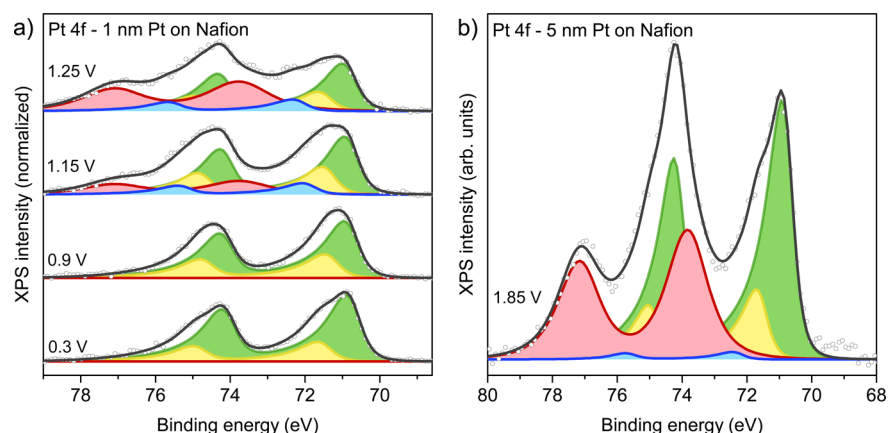 a) Pt 4f - 1 nm Pt on Nafion
1.25 V
1.15 V
0.9 V
0.3 V
XPS intensity (normalized)
78 76 74 72 70
Binding energy (eV)
b) Pt 4f - 5 nm Pt on Nafion
1.85 V
XPS intensity (arb. units)
80 78 76 74 72 70 68
Binding energy (eV)